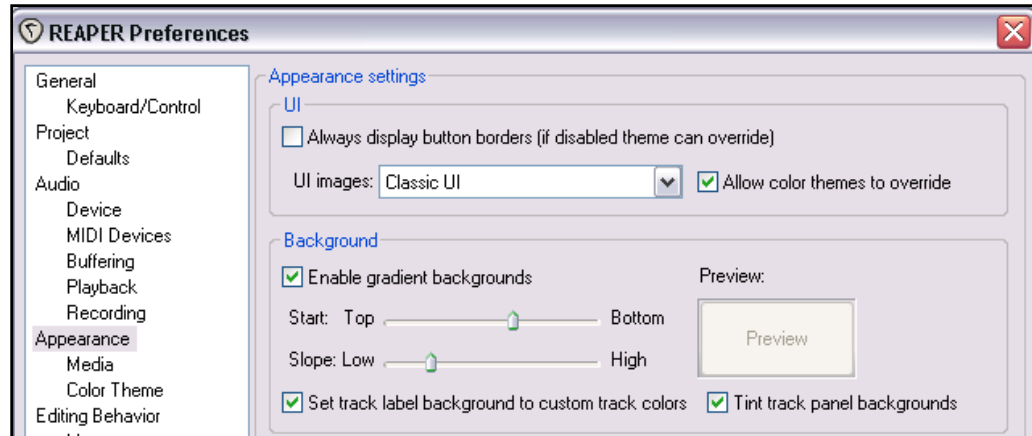 REAPER Preferences
General
Keyboard/Control
Project
Defaults
Audio
Device
MIDI Devices
Buffering
Playback
Recording
Appearance
Media
Color Theme
Editing Behavior
Appearance settings
UI
Always display button borders (if disabled theme can override)
UI images: Classic UI Allow color themes to override
Background
Enable gradient backgrounds Preview:
Start: Top Bottom
Preview
Slope: Low High
Set track label background to custom track colors Tint track panel backgrounds